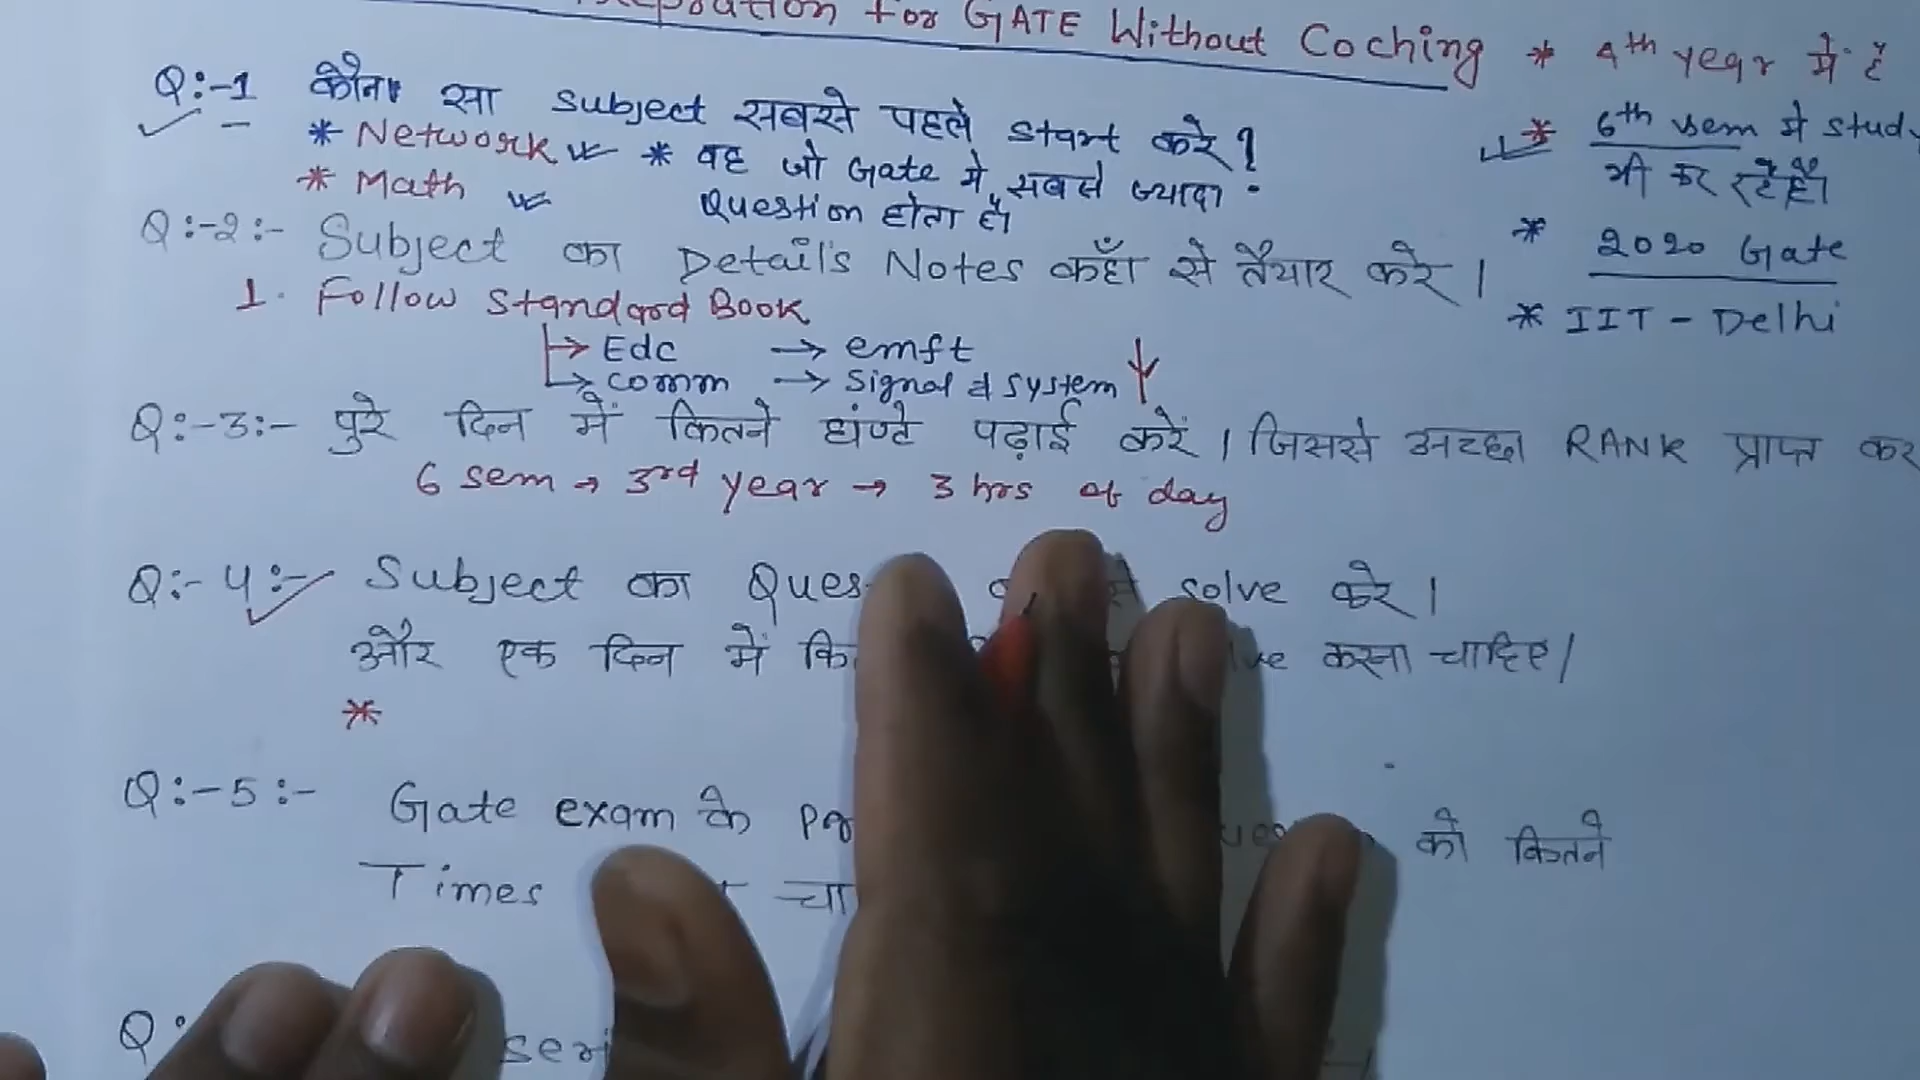 for GATE Without Coching * 4th year में है
Q:-1 कौन सा subject सबसे पहले start करे ?
* Network * वह जो Gate मे सबसे ज्यादा
* Math Question होता है।
* 6th sem मे study
भी कर रहे है।
* 2020 Gate
* IIT - Delhi
Q:-2:- Subject का Detail's Notes कहाँ से तैयार करे ।
1. Follow Standard Book
→ Edc → emft
→ comm → signal & system
Q:-3:- पुरे दिन में कितने घंण्टे पढ़ाई करें । जिससे अच्छा RANK प्राप्त कर
6 sem → 3rd year → 3 hrs of day
Q:-4:- Subject का Ques solve करे ।
और एक दिन में कि करना चाहिए ।
*
Q:-5:- Gate exam के को कितने
Times चा
Q: seri